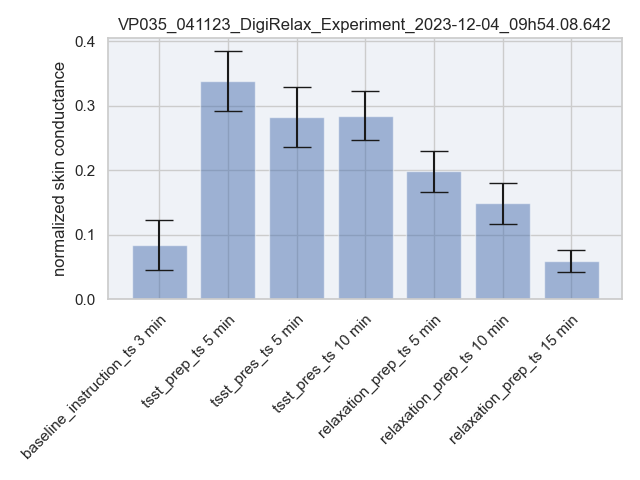 VP035_041123_DigiRelax_Experiment_2023-12-04_09h54.08.642
normalized skin conductance
0.4
0.3
0.2
0.1
0.0
baseline_instruction_ts 3 min
tsst_prep_ts 5 min
tsst_pres_ts 5 min
tsst_pres_ts 10 min
relaxation_prep_ts 5 min
relaxation_prep_ts 10 min
relaxation_prep_ts 15 min